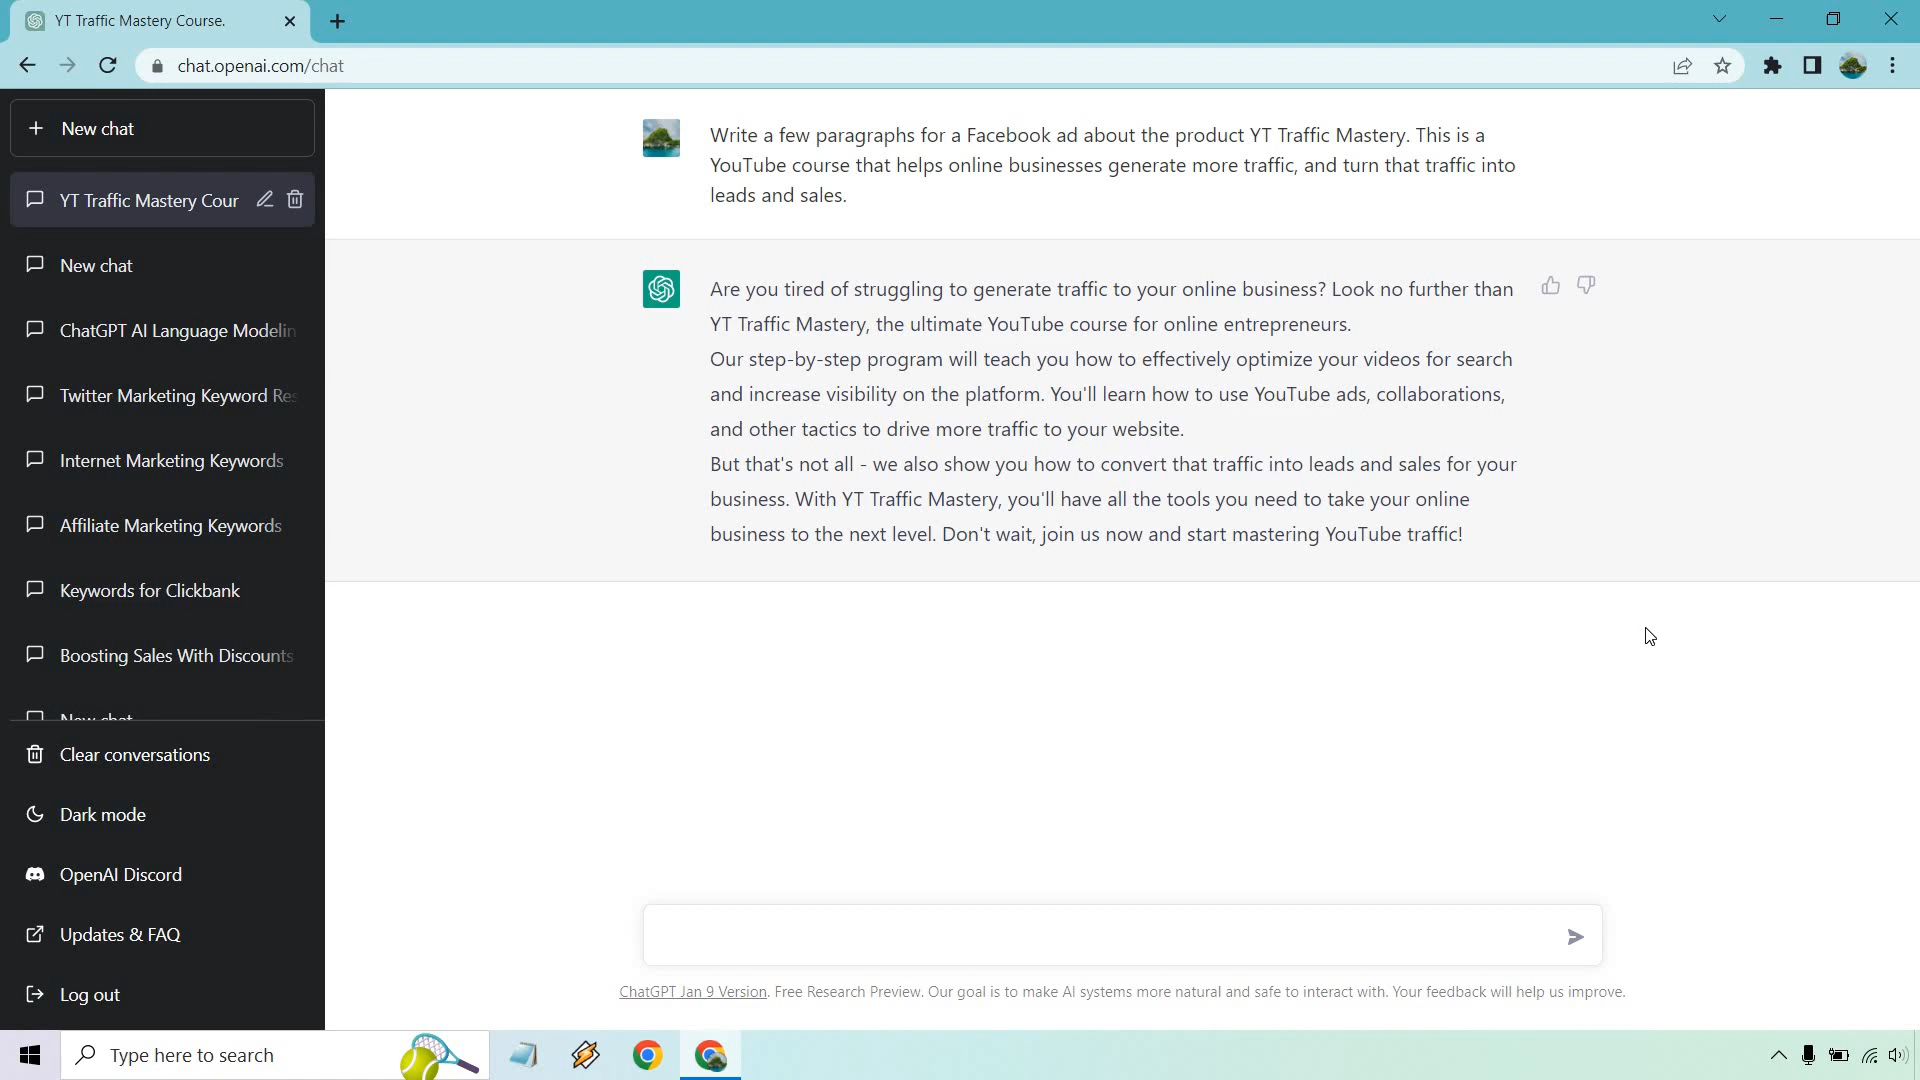 YT Traffic Mastery Course.
chat.openai.com/chat
New chat
YT Traffic Mastery Cour
New chat
ChatGPT AI Language Modelin
Twitter Marketing Keyword Res
Internet Marketing Keywords
Affiliate Marketing Keywords
Keywords for Clickbank
Boosting Sales With Discounts
New chat
Clear conversations
Dark mode
OpenAI Discord
Updates & FAQ
Log out
Write a few paragraphs for a Facebook ad about the product YT Traffic Mastery. This is a
YouTube course that helps online businesses generate more traffic, and turn that traffic into
leads and sales.
Are you tired of struggling to generate traffic to your online business? Look no further than
YT Traffic Mastery, the ultimate YouTube course for online entrepreneurs.
Our step-by-step program will teach you how to effectively optimize your videos for search
and increase visibility on the platform. You'll learn how to use YouTube ads, collaborations,
and other tactics to drive more traffic to your website.
But that's not all - we also show you how to convert that traffic into leads and sales for your
business. With YT Traffic Mastery, you'll have all the tools you need to take your online
business to the next level. Don't wait, join us now and start mastering YouTube traffic!
ChatGPT Jan 9 Version. Free Research Preview. Our goal is to make AI systems more natural and safe to interact with. Your feedback will help us improve.
Type here to search